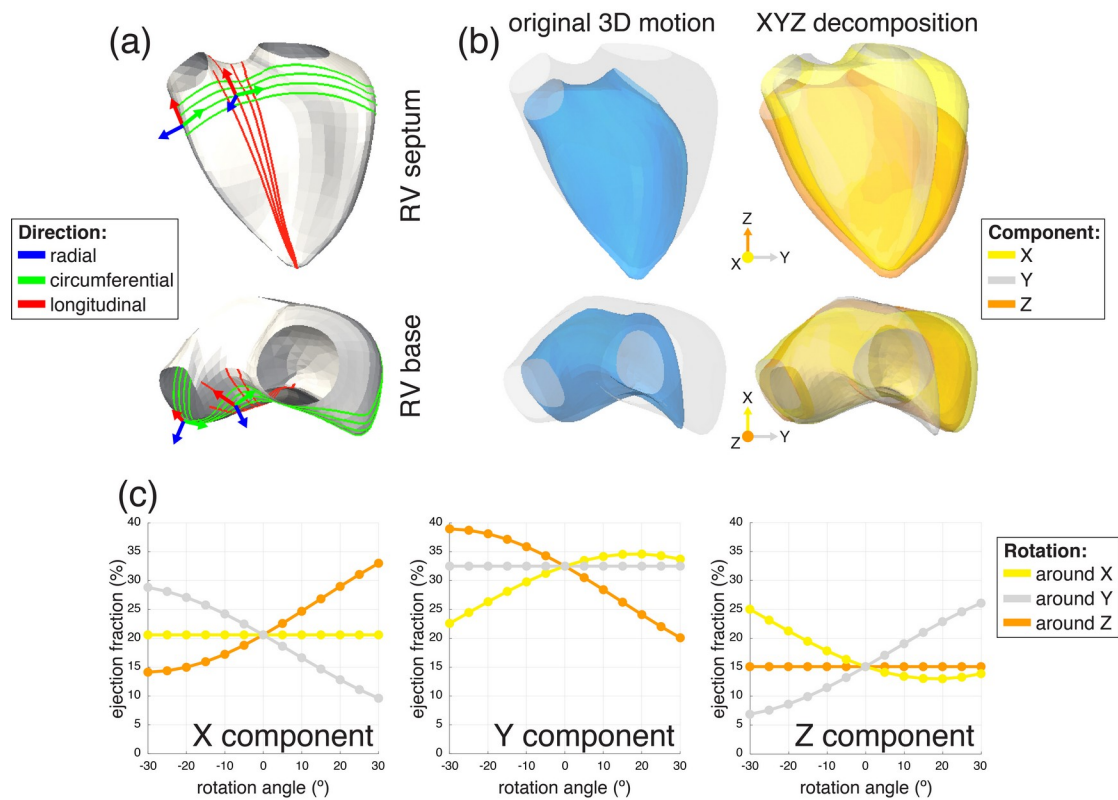 (a)
(b)
original 3D motion
XYZ decomposition
RV septum
Direction:
radial
circumferential
longitudinal
Z
X
Y
Component:
X
Y
Z
RV base
X
Z
Y
(c)
ejection fraction (%)
40
35
30
25
20
15
10
5
0
X component
-30
-20
-10
0
10
20
30
rotation angle (º)
ejection fraction (%)
40
35
30
25
20
15
10
5
0
Y component
-30
-20
-10
0
10
20
30
rotation angle (º)
ejection fraction (%)
40
35
30
25
20
15
10
5
0
Z component
-30
-20
-10
0
10
20
30
rotation angle (º)
Rotation:
around X
around Y
around Z